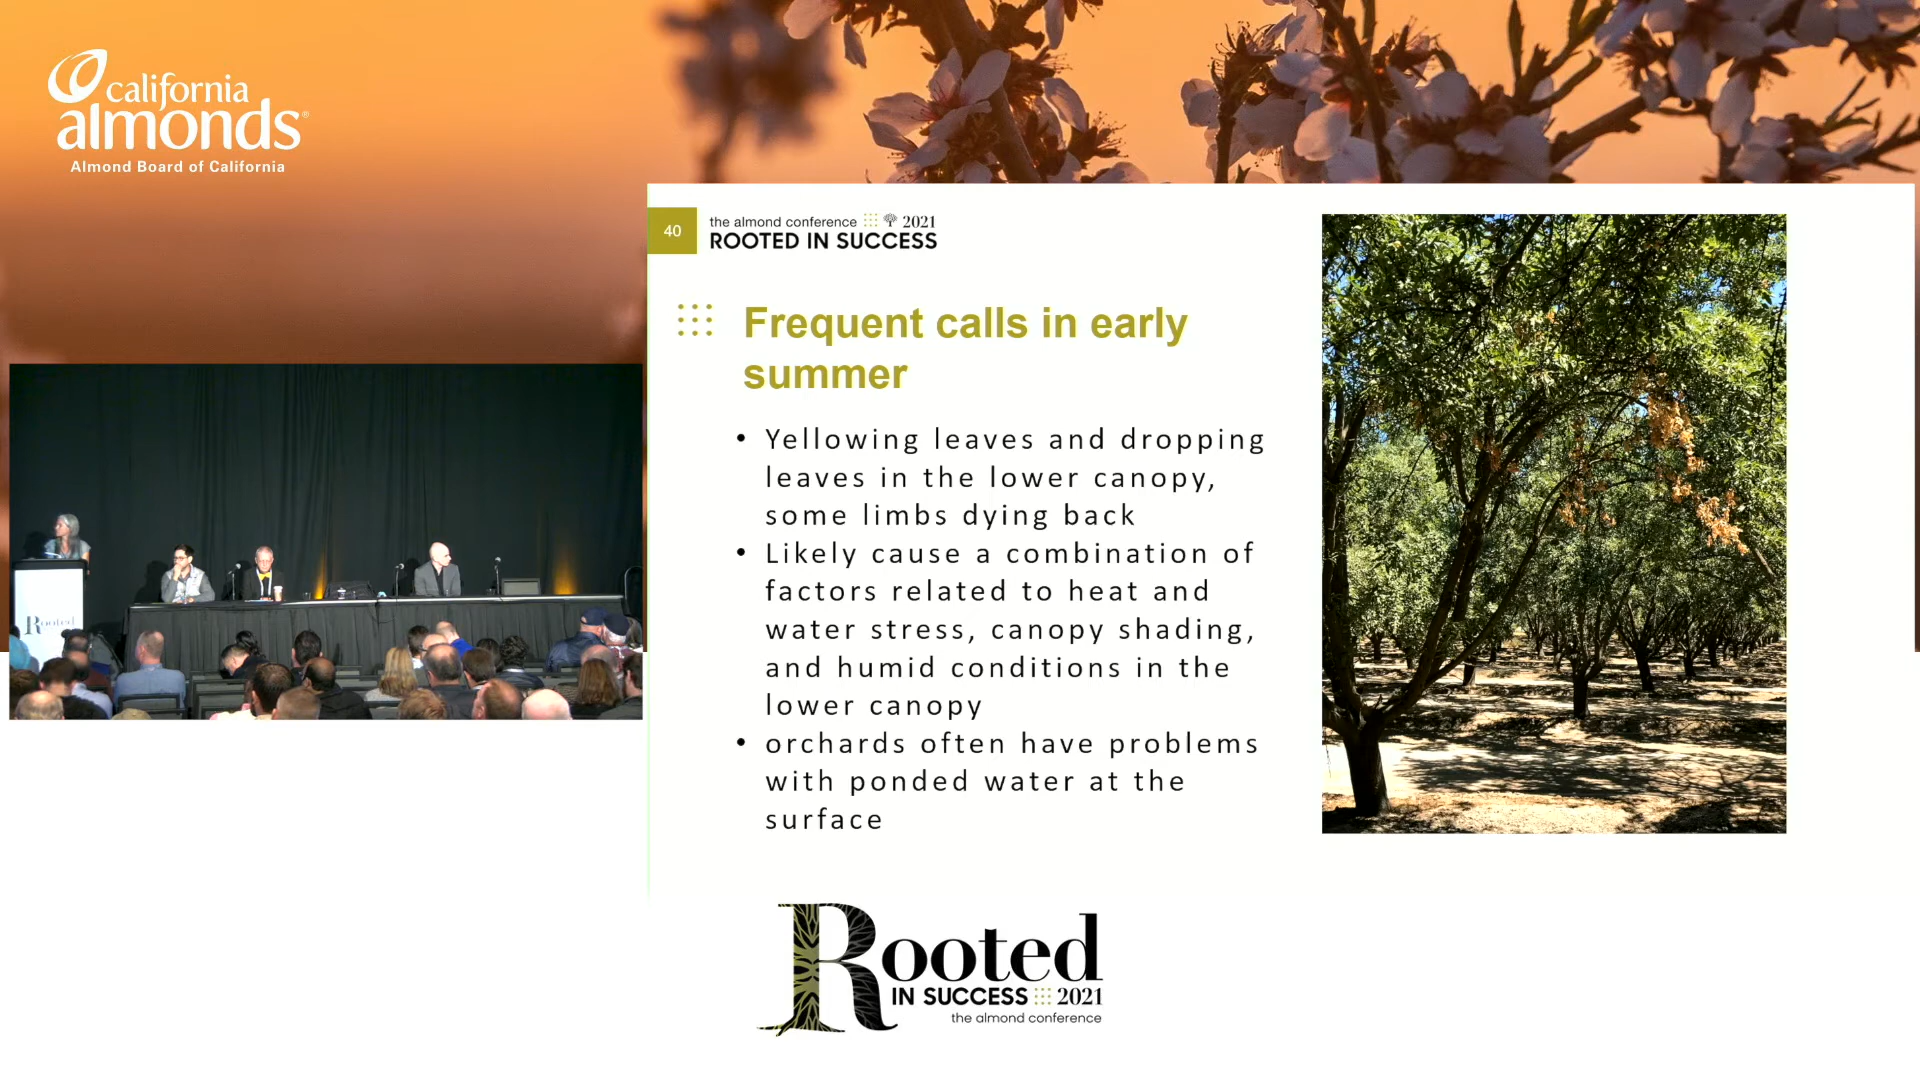 california
almonds®
Almond Board of California
40
the almond conference 2021
ROOTED IN SUCCESS
Frequent calls in early
summer
• Yellowing leaves and dropping
leaves in the lower canopy,
some limbs dying back
• Likely cause a combination of
factors related to heat and
water stress, canopy shading,
and humid conditions in the
lower canopy
• orchards often have problems
with ponded water at the
surface
Rooted
Rooted
IN SUCCESS 2021
the almond conference